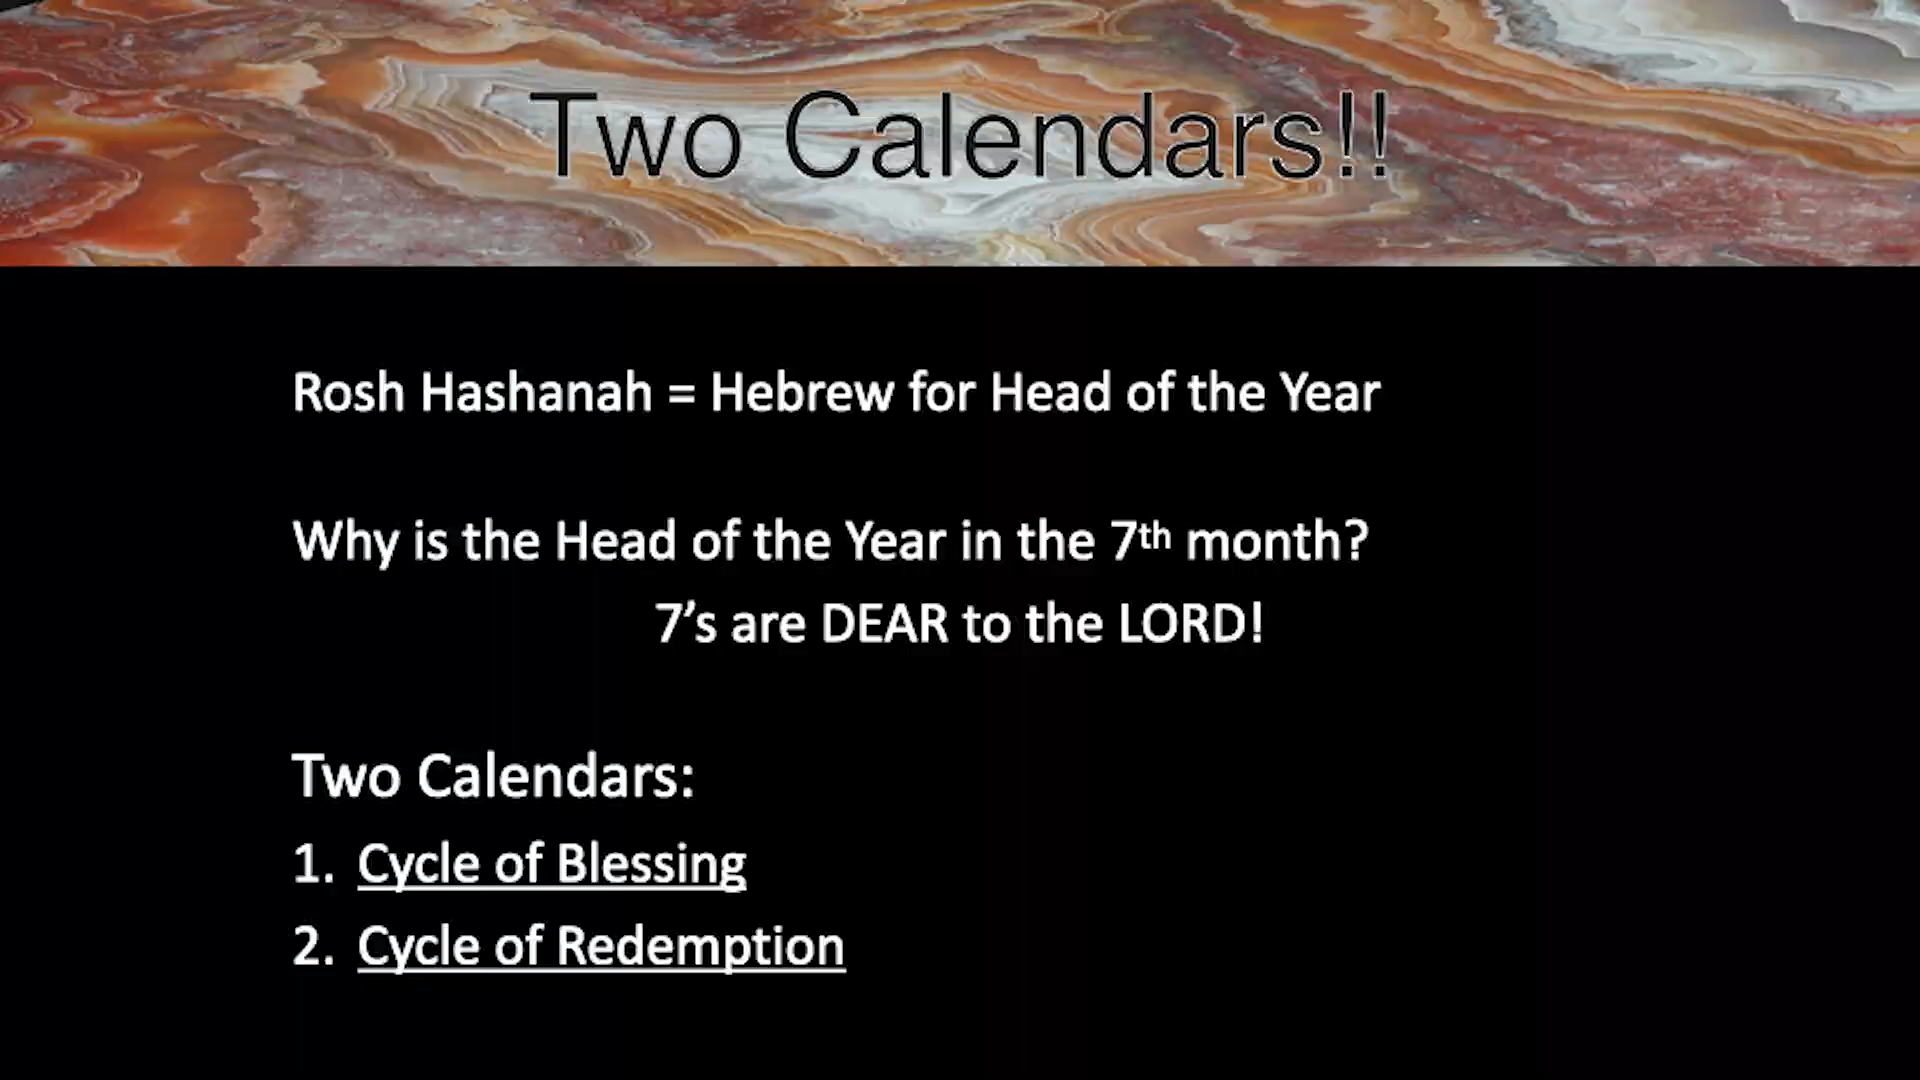 Two Calendars!!
Rosh Hashanah = Hebrew for Head of the Year
Why is the Head of the Year in the 7th month?
7’s are DEAR to the LORD!
Two Calendars:
1. Cycle of Blessing
2. Cycle of Redemption